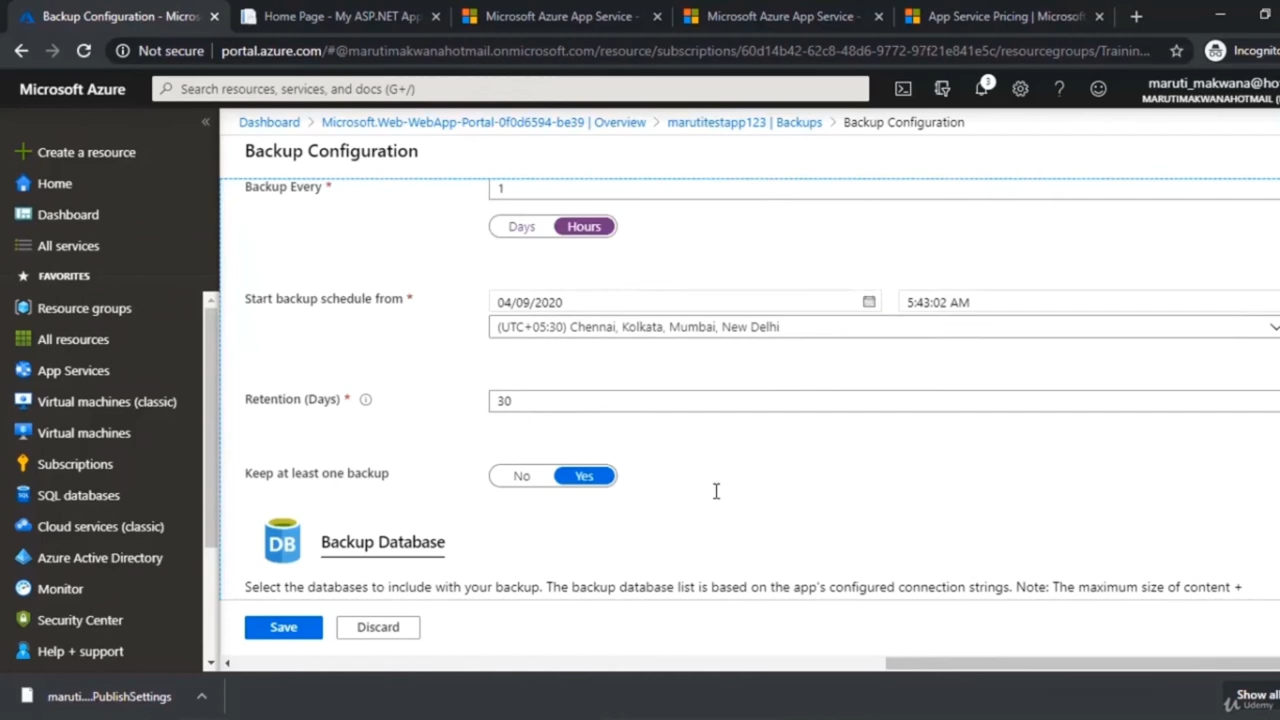 Backup Configuration - Micros
Home Page - My ASP.NET App
Microsoft Azure App Service -
Microsoft Azure App Service -
App Service Pricing | Microsoft
Not secure
portal.azure.com/#@marutimakwanahotmail.onmicrosoft.com/resource/subscriptions/60d14b42-62c8-48d6-9772-97f21e841e5c/resourcegroups/Trainin...
Incognito
Microsoft Azure
Search resources, services, and docs (G+/)
3
maruti_makwana@ho
MARUTIMAKWANAHOTMAIL
Dashboard > Microsoft.Web-WebApp-Portal-0f0d6594-be39 | Overview > marutitestapp123 | Backups > Backup Configuration
Backup Configuration
Create a resource
Home
Dashboard
All services
FAVORITES
Resource groups
All resources
App Services
Virtual machines (classic)
Virtual machines
Subscriptions
SQL databases
Cloud services (classic)
Azure Active Directory
Monitor
Security Center
Help + support
Backup Every *
1
Days Hours
Start backup schedule from *
04/09/2020
5:43:02 AM
(UTC+05:30) Chennai, Kolkata, Mumbai, New Delhi
Retention (Days) *
30
Keep at least one backup
No Yes
DB
Backup Database
Select the databases to include with your backup. The backup database list is based on the app's configured connection strings. Note: The maximum size of content +
Save
Discard
maruti....PublishSettings
Show all
Udemy